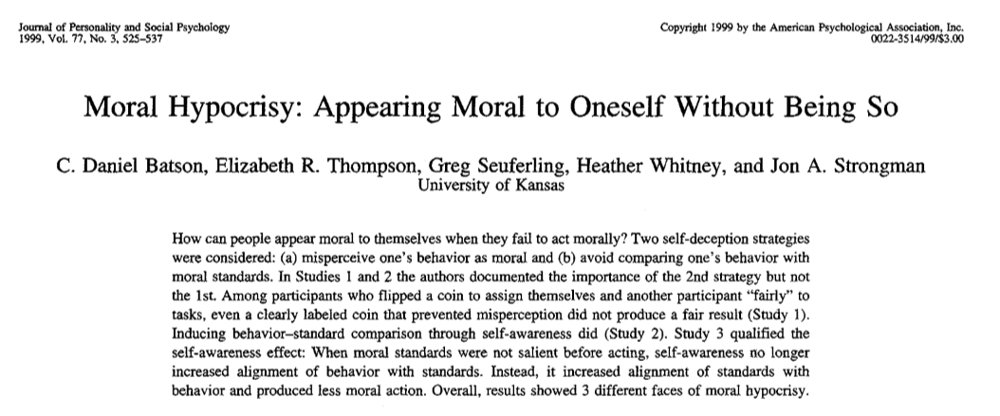 Journal of Personality and Social Psychology
1999, Vol. 77, No. 3, 525–537
Copyright 1999 by the American Psychological Association, Inc.
0022-3514/99/$3.00
Moral Hypocrisy: Appearing Moral to Oneself Without Being So
C. Daniel Batson, Elizabeth R. Thompson, Greg Seuferling, Heather Whitney, and Jon A. Strongman
University of Kansas
How can people appear moral to themselves when they fail to act morally? Two self-deception strategies
were considered: (a) misperceive one's behavior as moral and (b) avoid comparing one's behavior with
moral standards. In Studies 1 and 2 the authors documented the importance of the 2nd strategy but not
the 1st. Among participants who flipped a coin to assign themselves and another participant “fairly” to
tasks, even a clearly labeled coin that prevented misperception did not produce a fair result (Study 1).
Inducing behavior–standard comparison through self-awareness did (Study 2). Study 3 qualified the
self-awareness effect: When moral standards were not salient before acting, self-awareness no longer
increased alignment of behavior with standards. Instead, it increased alignment of standards with
behavior and produced less moral action. Overall, results showed 3 different faces of moral hypocrisy.